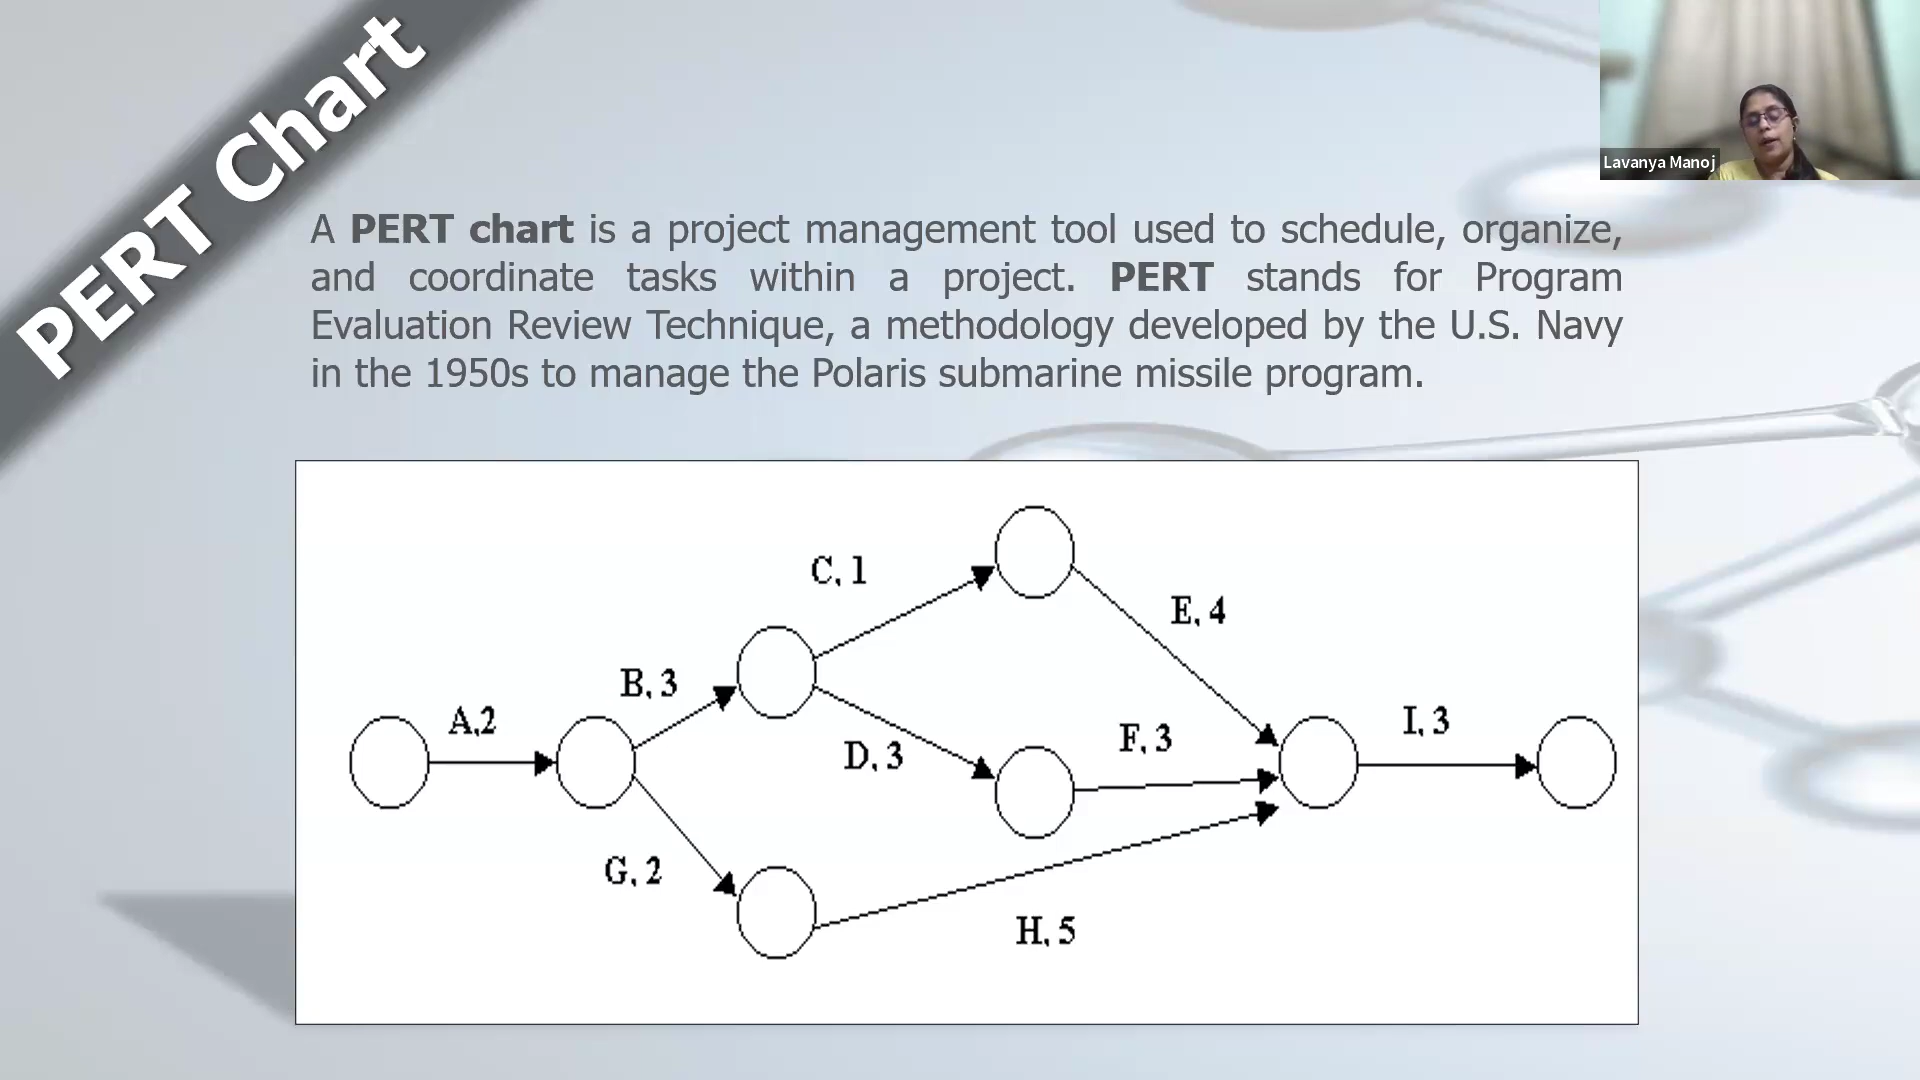 PERT Chart
Lavanya Manoj
A PERT chart is a project management tool used to schedule, organize,
and coordinate tasks within a project. PERT stands for Program
Evaluation Review Technique, a methodology developed by the U.S. Navy
in the 1950s to manage the Polaris submarine missile program.
C, 1
E, 4
B, 3
A,2
D, 3
F, 3
I, 3
G, 2
H, 5